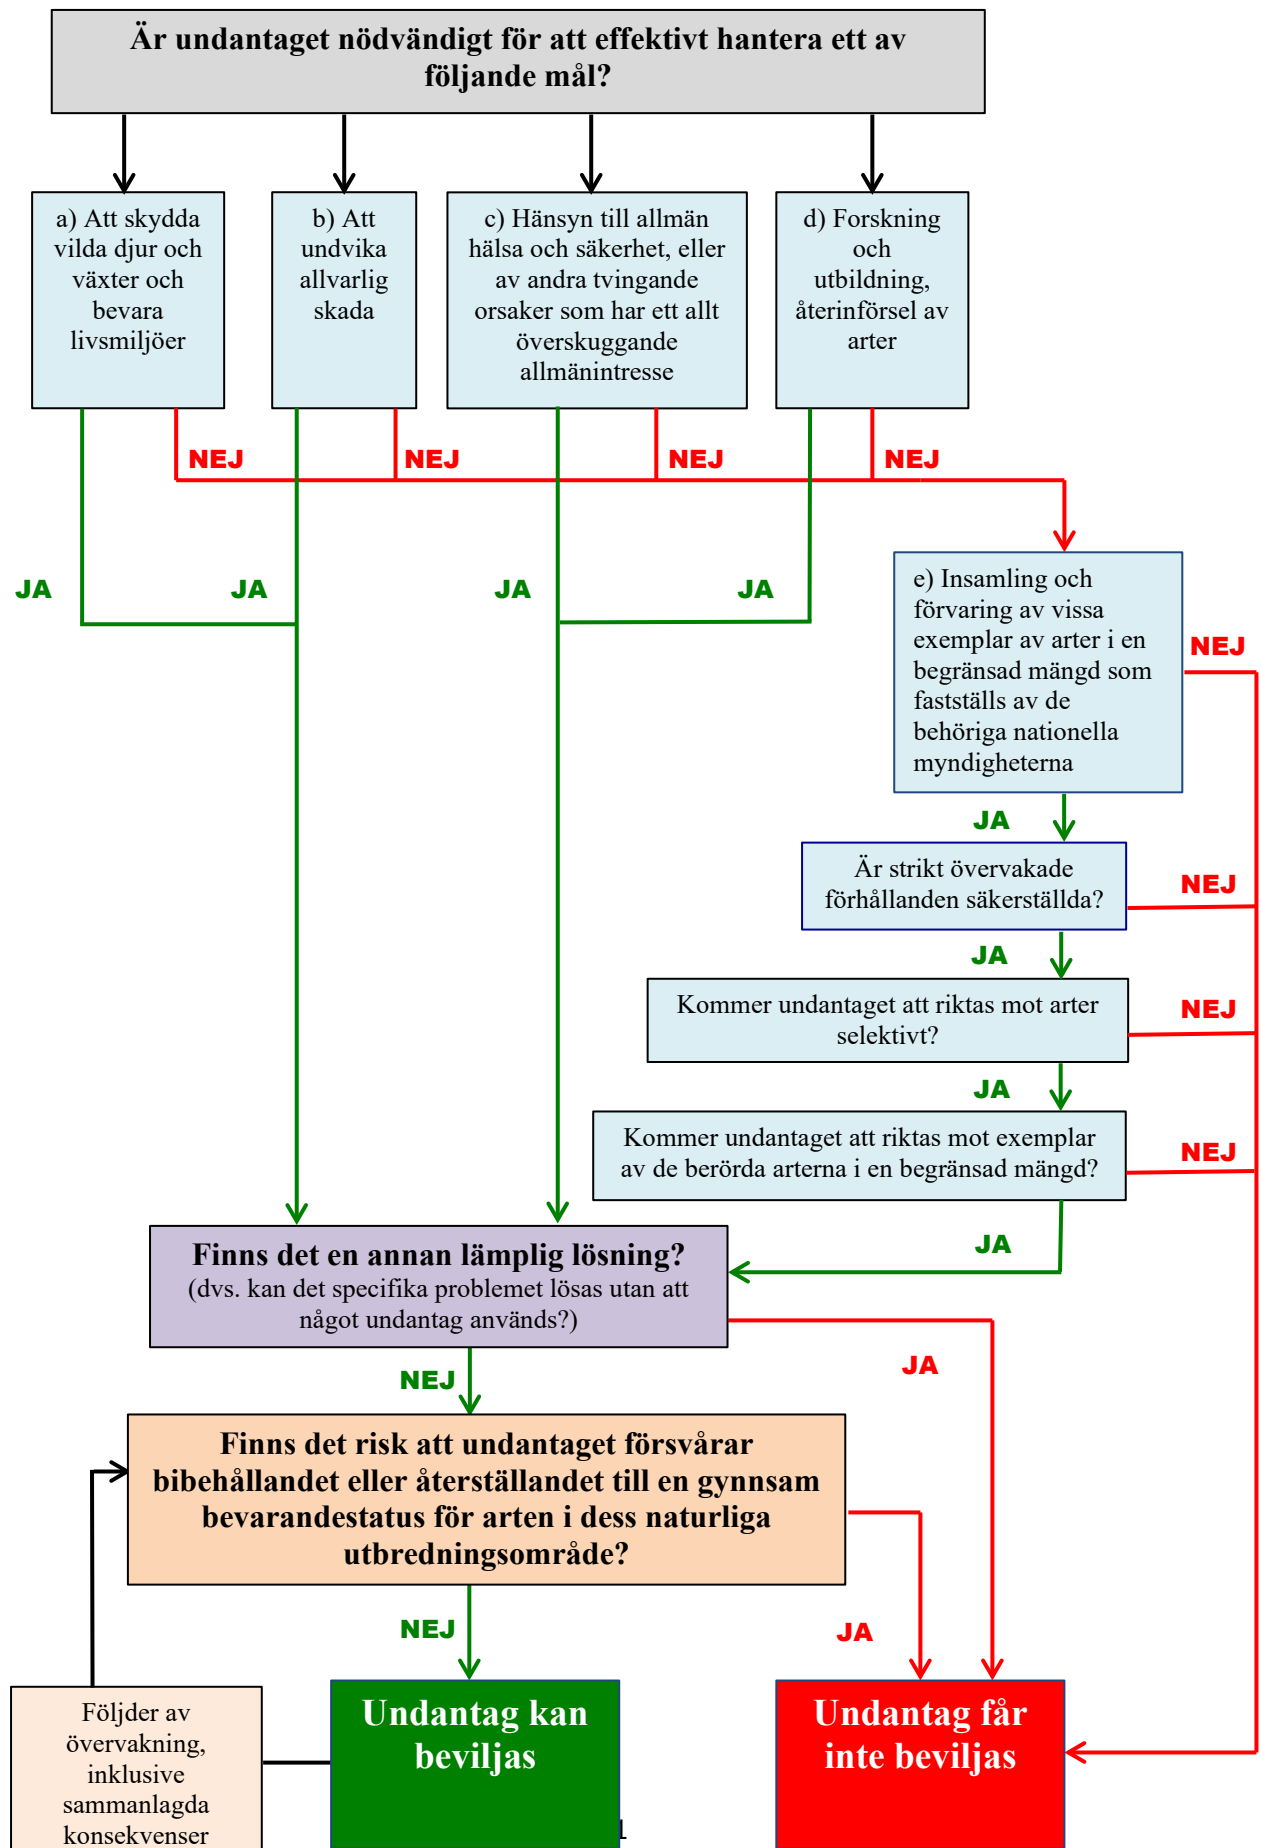 Är undantaget nödvändigt för att effektivt hantera ett av
följande mål?
a) Att skydda
vilda djur och
växter och
bevara
livsmiljöer
b) Att
undvika
allvarlig
skada
c) Hänsyn till allmän
hälsa och säkerhet, eller
av andra tvingande
orsaker som har ett allt
överskuggande
allmänintresse
d) Forskning
och
utbildning,
återinförsel av
arter
NEJ
NEJ
NEJ
NEJ
JA
JA
JA
JA
e) Insamling och
förvaring av vissa
exemplar av arter i en
begränsad mängd som
fastställs av de
behöriga nationella
myndigheterna
NEJ
JA
Är strikt övervakade
förhållanden säkerställda?
NEJ
JA
Kommer undantaget att riktas mot arter
selektivt?
NEJ
JA
Kommer undantaget att riktas mot exemplar
av de berörda arterna i en begränsad mängd?
NEJ
JA
Finns det en annan lämplig lösning?
(dvs. kan det specifika problemet lösas utan att
något undantag används?)
JA
NEJ
Finns det risk att undantaget försvårar
bibehållandet eller återställandet till en gynnsam
bevarandestatus för arten i dess naturliga
utbredningsområde?
NEJ
JA
Följder av
övervakning,
inklusive
sammanlagda
konsekvenser
Undantag kan
beviljas
Undantag får
inte beviljas
1